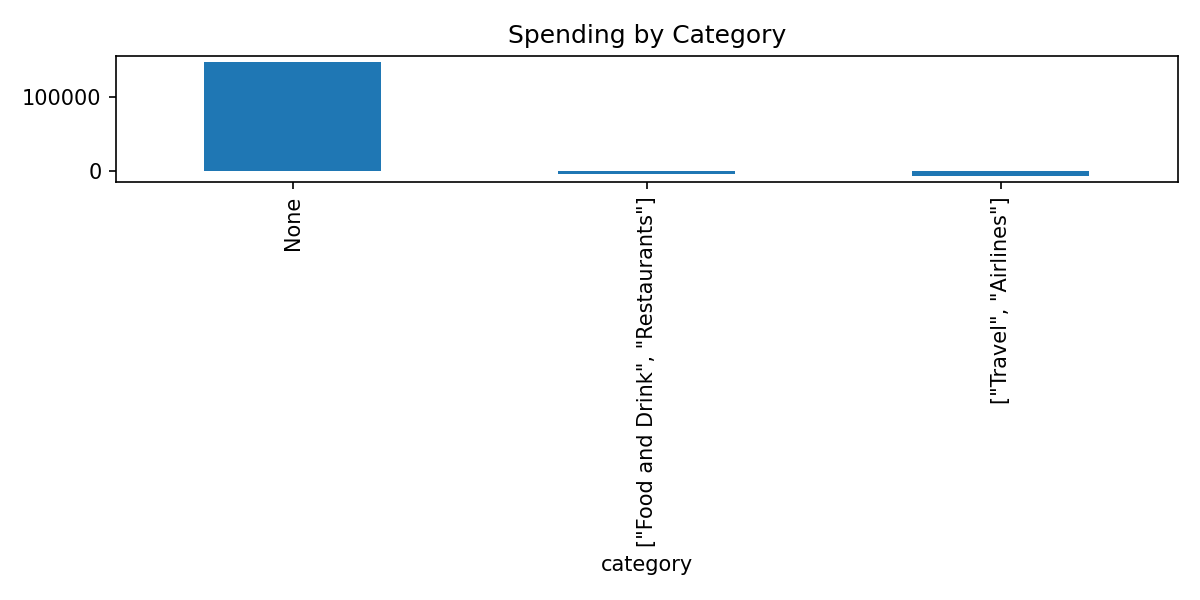 Spending by Category
100000
0
None
["Food and Drink", "Restaurants"]
["Travel", "Airlines"]
category